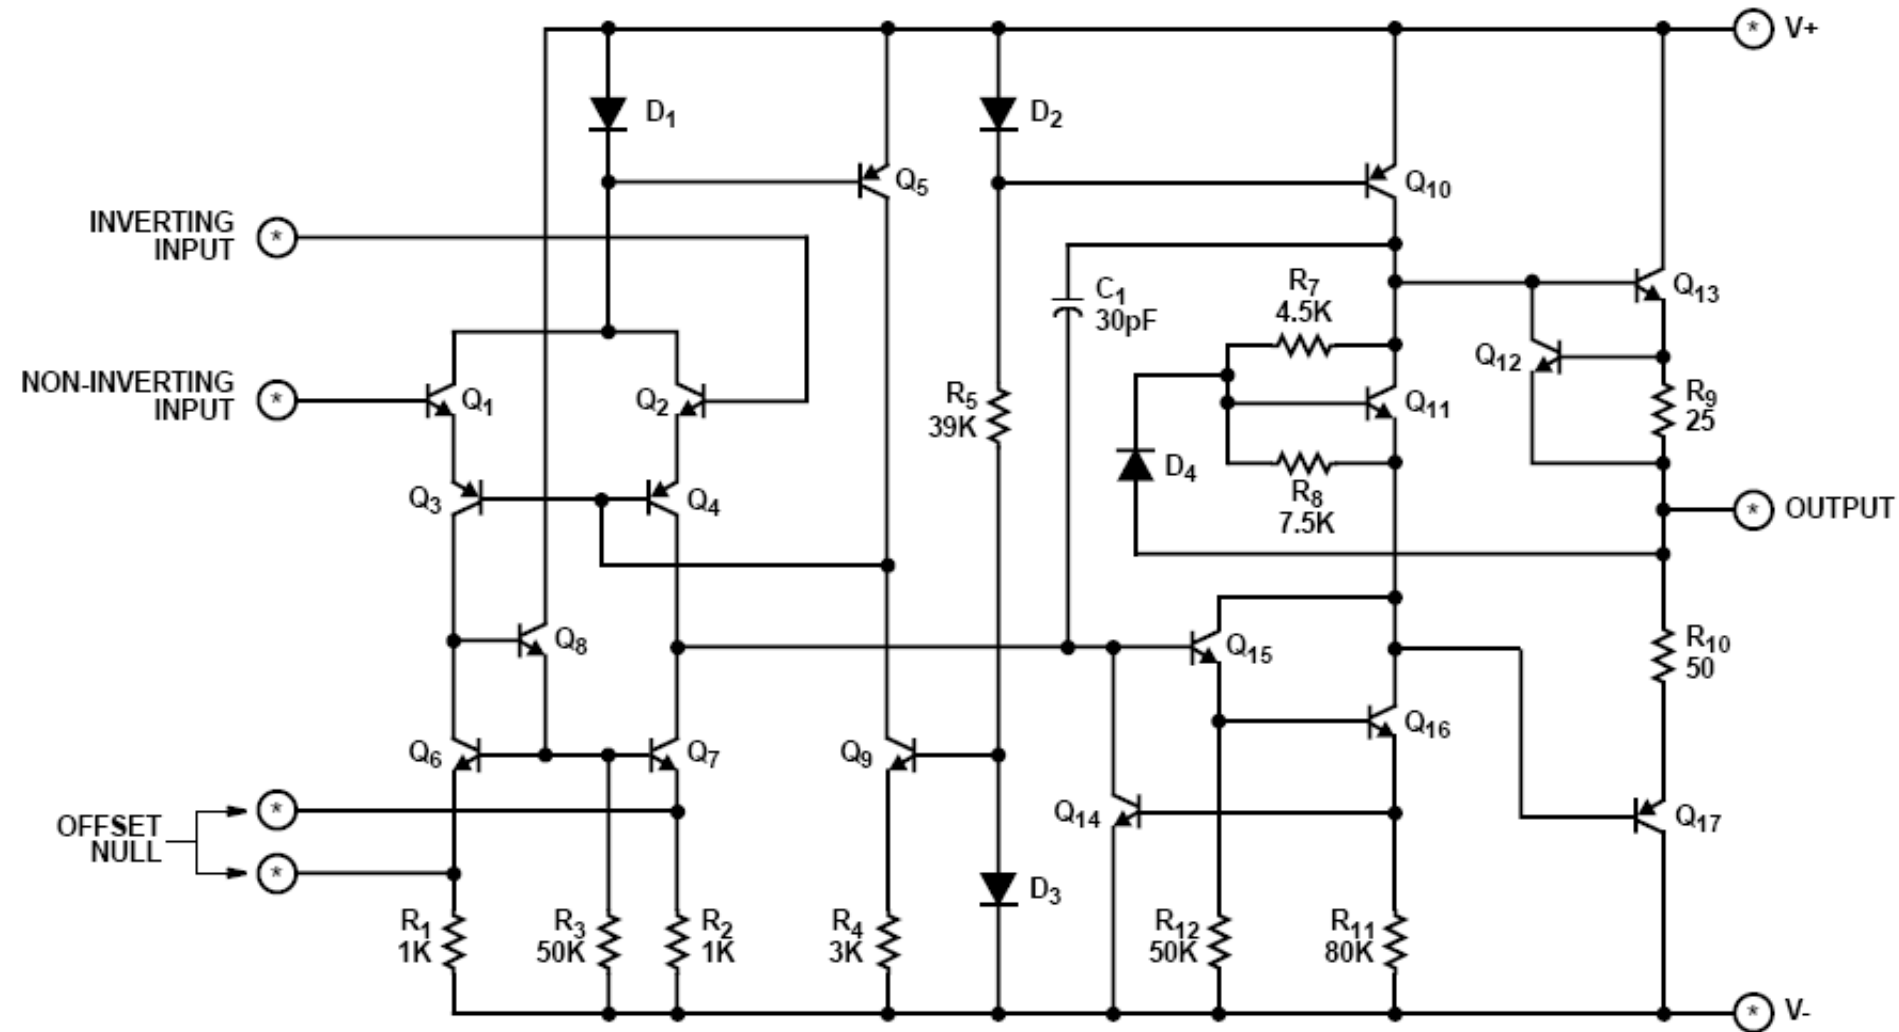 V+
D1
D2
Q5
Q10
INVERTING
INPUT
*
R7
4.5K
Q13
C1
30pF
Q12
NON-INVERTING
INPUT
*
Q1
Q2
R5
39K
Q11
R9
25
D4
Q3
Q4
R8
7.5K
*
OUTPUT
Q8
Q15
R10
50
Q16
Q6
Q7
Q9
Q14
Q17
OFFSET
NULL
*
*
D3
R1
1K
R3
50K
R2
1K
R4
3K
R12
50K
R11
80K
*
V-
*